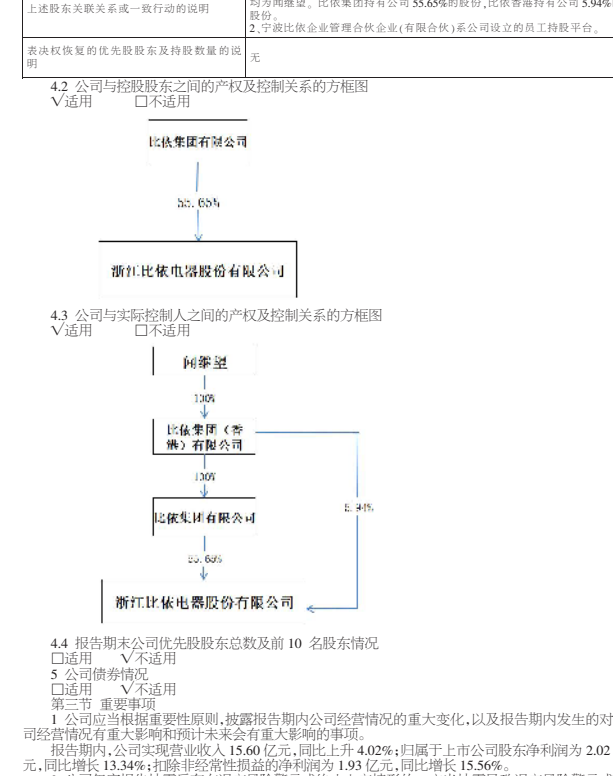 上述股东关联关系或一致行动的说明
均为闻继望。比依集团持有公司 55.65%的股份,比依香港持有公司 5.94%
股份。
2、宁波比依企业管理合伙企业(有限合伙)系公司设立的员工持股平台。
表决权恢复的优先股股东及持股数量的说
明
无
4.2 公司与控股股东之间的产权及控制关系的方框图
√适用 □不适用
比依集团有限公司
55.65%
浙江比依电器股份有限公司
4.3 公司与实际控制人之间的产权及控制关系的方框图
√适用 □不适用
闻继望
100%
比依集团（香
港）有限公司
100%
比依集团有限公司
5.94%
55.65%
浙江比依电器股份有限公司
4.4 报告期末公司优先股股东总数及前 10 名股东情况
□适用 √不适用
5 公司债券情况
□适用 √不适用
第三节 重要事项
1 公司应当根据重要性原则,披露报告期内公司经营情况的重大变化,以及报告期内发生的对
司经营情况有重大影响和预计未来会有重大影响的事项。
报告期内,公司实现营业收入 15.60 亿元,同比上升 4.02%;归属于上市公司股东净利润为 2.02
元,同比增长 13.34%;扣除非经常性损益的净利润为 1.93 亿元,同比增长 15.56%。